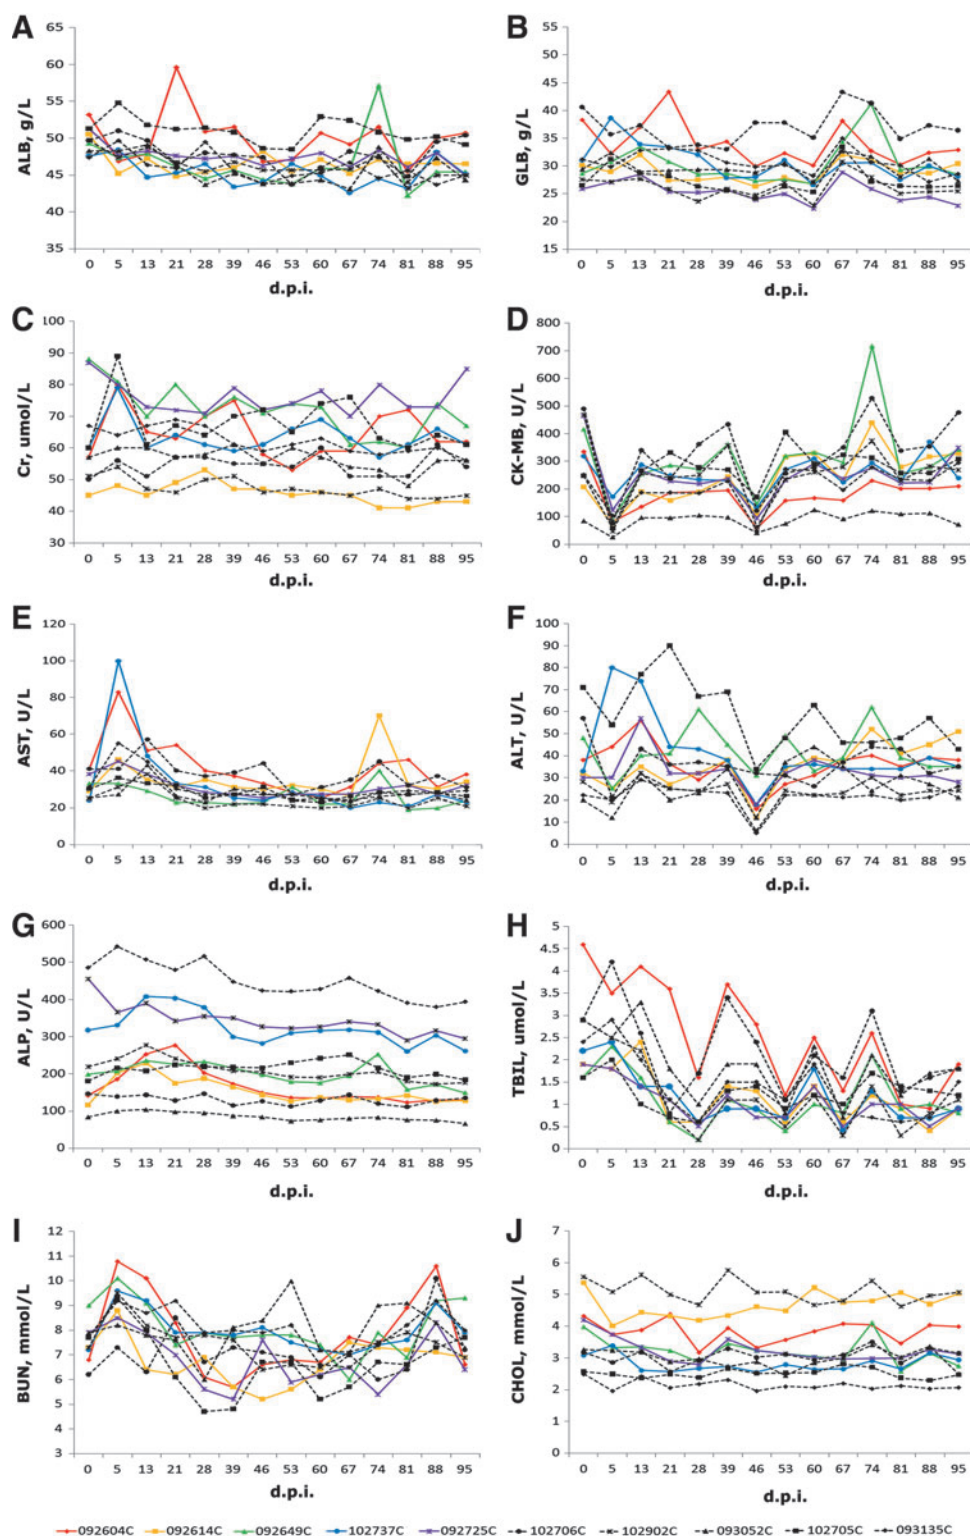 A
ALB, g/L
65
60
55
50
45
40
35
0 5 13 21 28 39 46 53 60 67 74 81 88 95
d.p.i.
B
GLB, g/L
55
50
45
40
35
30
25
20
15
0 5 13 21 28 39 46 53 60 67 74 81 88 95
d.p.i.
C
Cr, umol/L
100
90
80
70
60
50
40
30
0 5 13 21 28 39 46 53 60 67 74 81 88 95
d.p.i.
D
CK-MB, U/L
800
700
600
500
400
300
200
100
0
0 5 13 21 28 39 46 53 60 67 74 81 88 95
d.p.i.
E
AST, U/L
120
100
80
60
40
20
0
0 5 13 21 28 39 46 53 60 67 74 81 88 95
d.p.i.
F
ALT, U/L
100
90
80
70
60
50
40
30
20
10
0
0 5 13 21 28 39 46 53 60 67 74 81 88 95
d.p.i.
G
ALP, U/L
600
500
400
300
200
100
0
0 5 13 21 28 39 46 53 60 67 74 81 88 95
d.p.i.
H
TBIL, umol/L
5
4.5
4
3.5
3
2.5
2
1.5
1
0.5
0
0 5 13 21 28 39 46 53 60 67 74 81 88 95
d.p.i.
I
BUN, mmol/L
12
11
10
9
8
7
6
5
4
3
0 5 13 21 28 39 46 53 60 67 74 81 88 95
d.p.i.
J
CHOL, mmol/L
7
6
5
4
3
2
1
0
0 5 13 21 28 39 46 53 60 67 74 81 88 95
d.p.i.
092604C 092614C 092649C 102737C 092725C 102706C 102902C 093052C 102705C 093135C